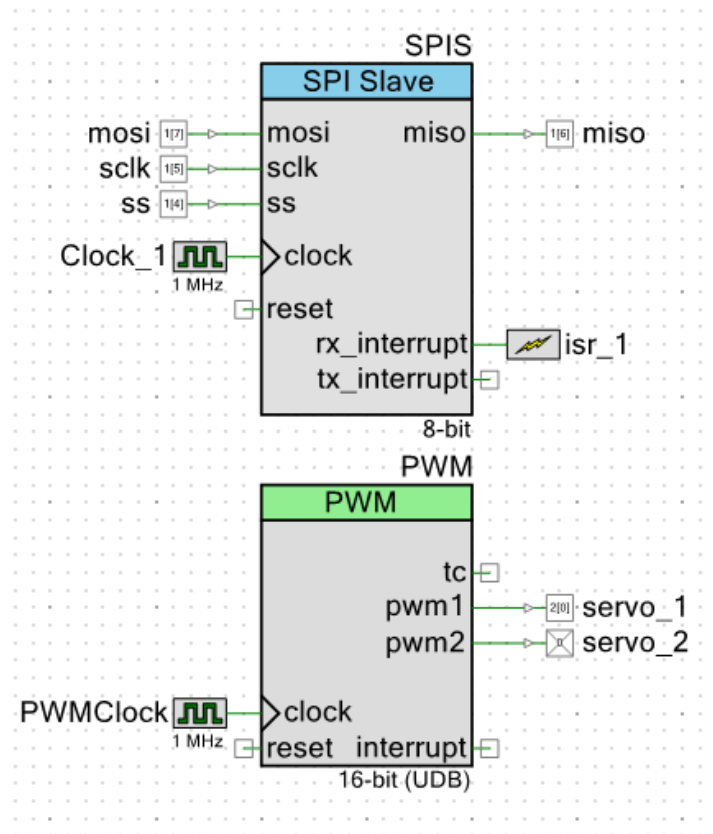 SPIS
SPI Slave
mosi 1[7] mosi miso 1[6] miso
sclk 1[5] sclk
ss 1[4] ss
Clock_1 clock
1 MHz
reset
rx_interrupt isr_1
tx_interrupt
8-bit
PWM
PWM
tc
pwm1 2[0] servo_1
pwm2 servo_2
PWMClock clock
1 MHz
reset interrupt
16-bit (UDB)